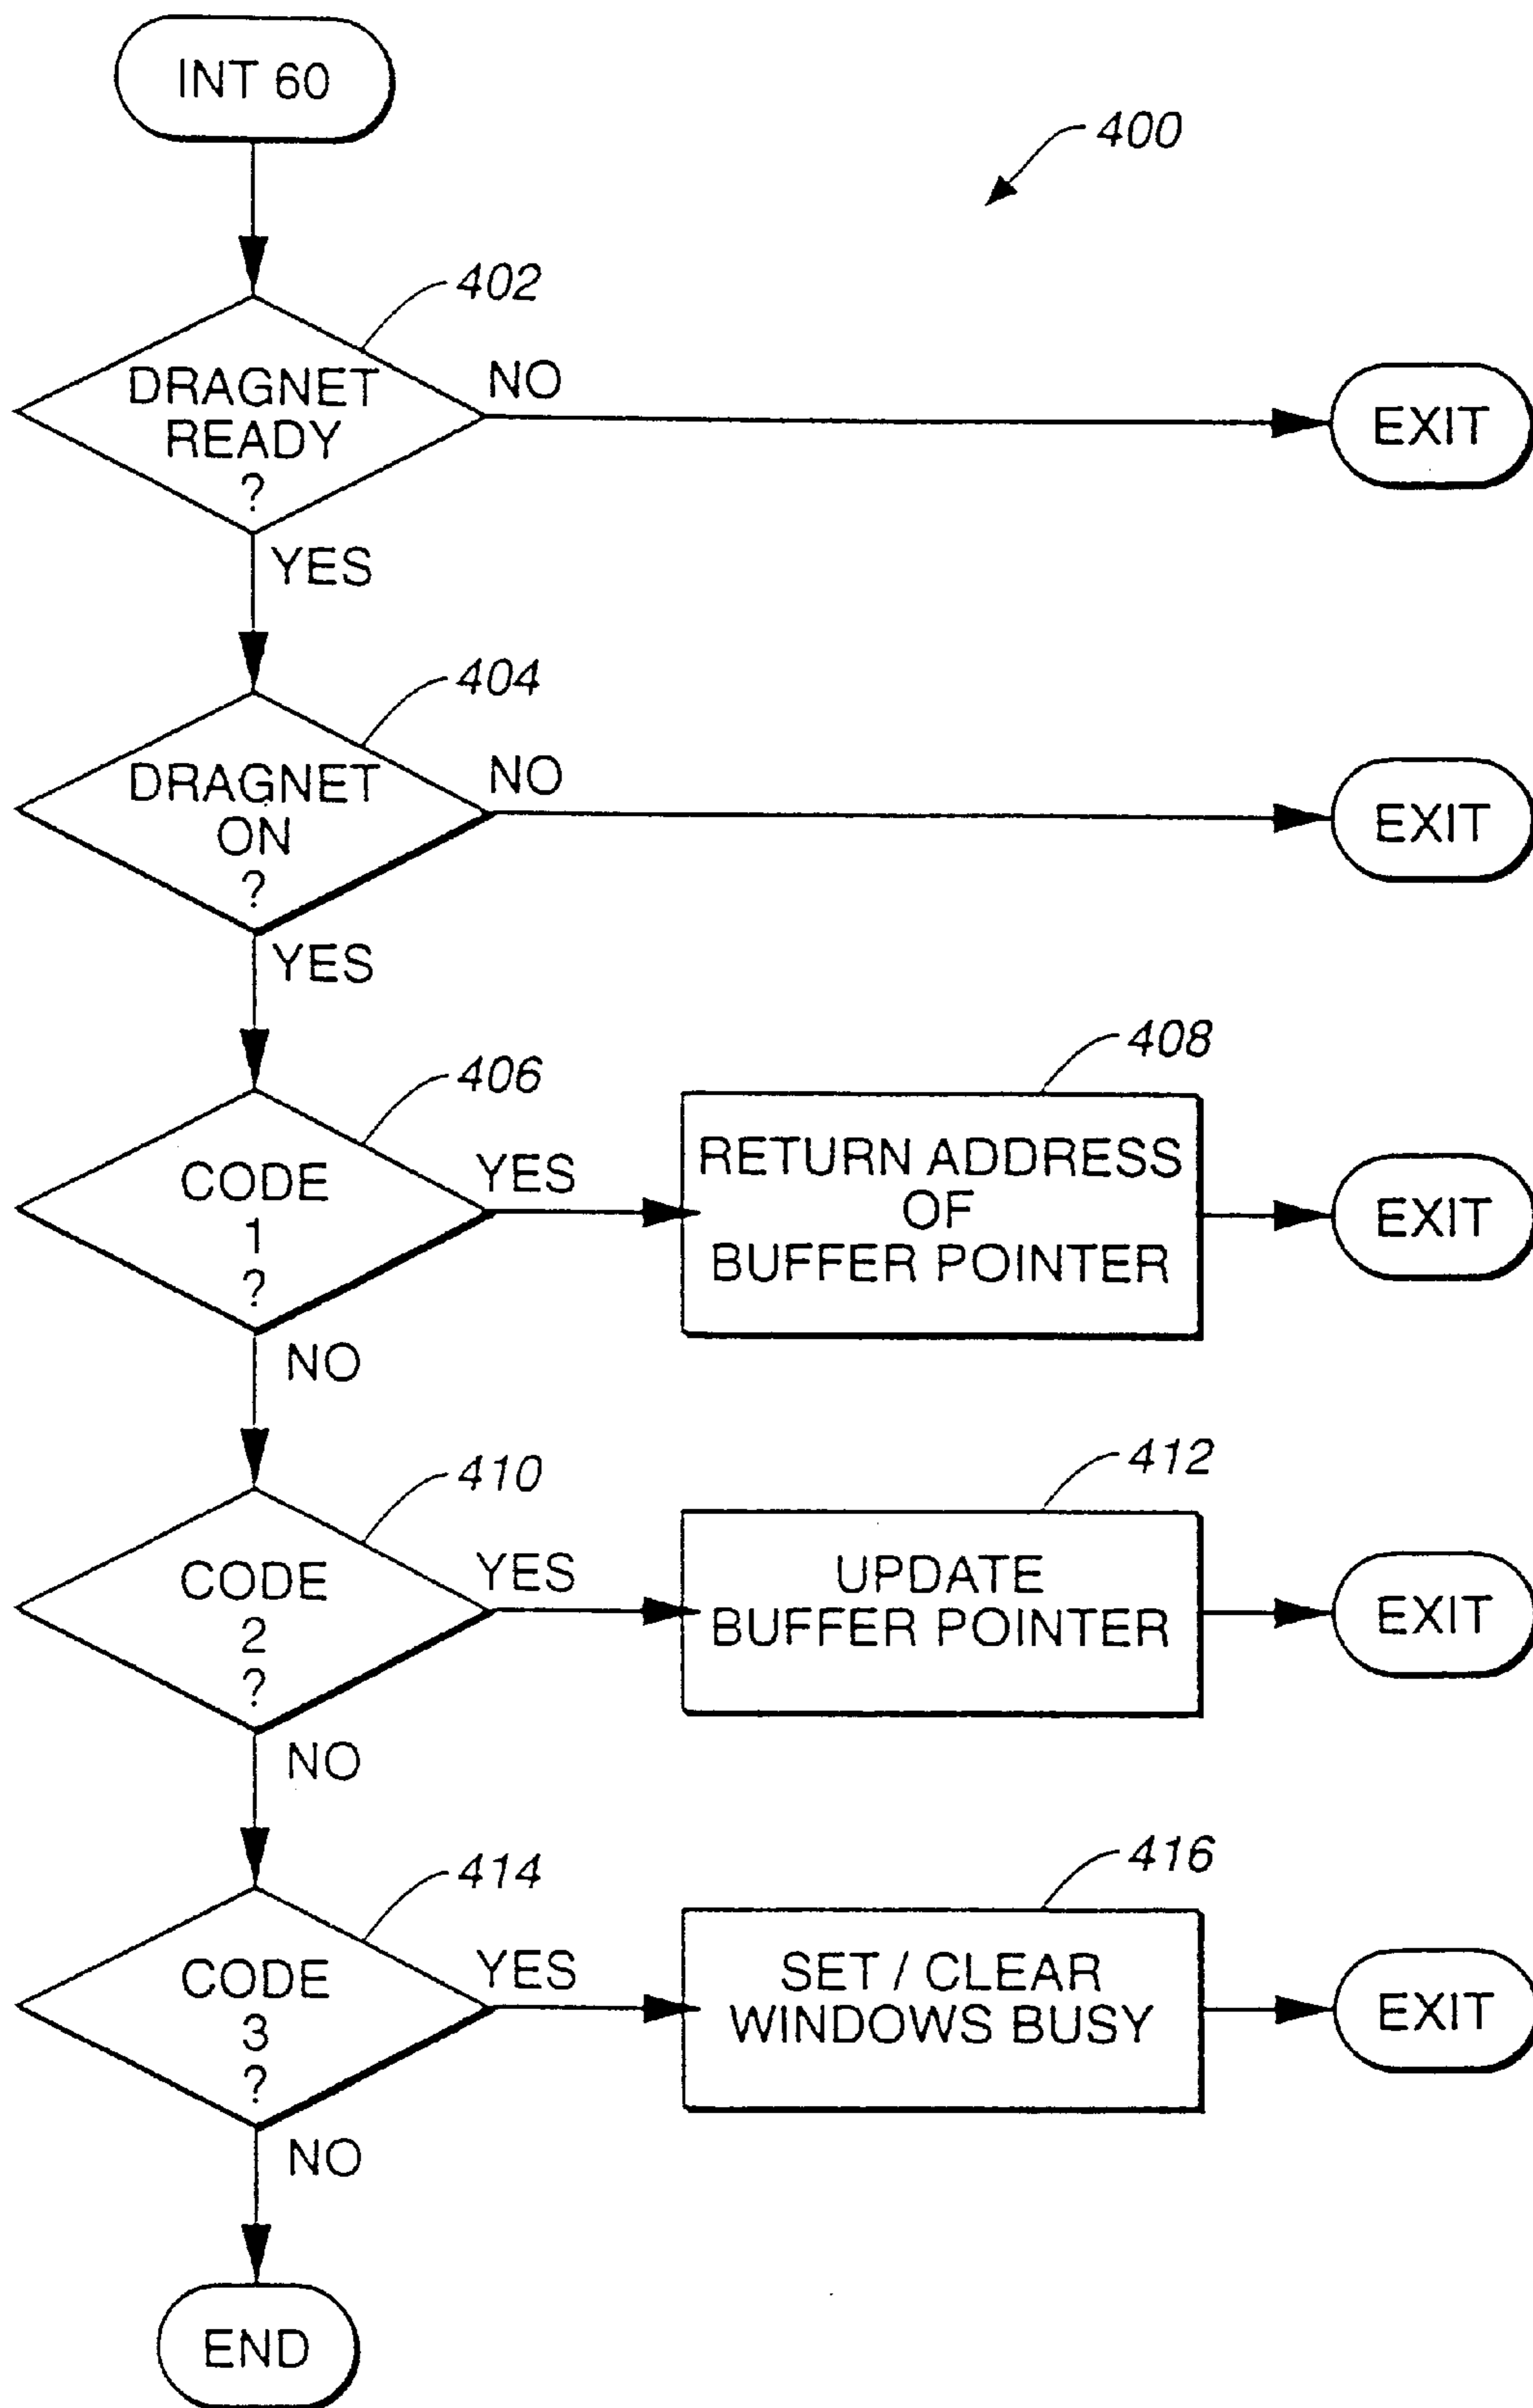 INT 60
400
402
DRAGNET
READY
?
NO
EXIT
YES
404
DRAGNET
ON
?
NO
EXIT
YES
406
CODE
1
?
YES
408
RETURN ADDRESS
OF
BUFFER POINTER
EXIT
NO
410
CODE
2
?
YES
412
UPDATE
BUFFER POINTER
EXIT
NO
414
CODE
3
?
YES
416
SET / CLEAR
WINDOWS BUSY
EXIT
NO
END